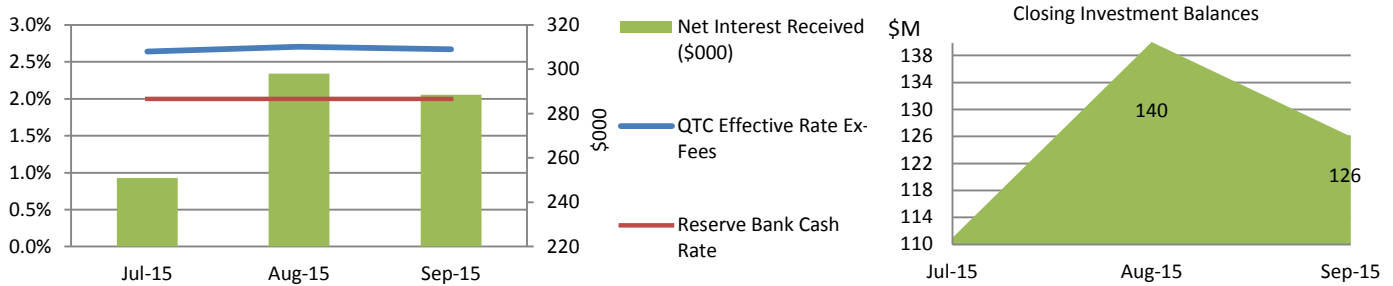 3.0%
2.5%
2.0%
1.5%
1.0%
0.5%
0.0%
320
300
280
260
240
220
$000
Jul-15 Aug-15 Sep-15
Net Interest Received
($000)
QTC Effective Rate Ex-
Fees
Reserve Bank Cash
Rate
Closing Investment Balances
$M
138
134
130
126
122
118
114
110
140
126
Jul-15 Aug-15 Sep-15